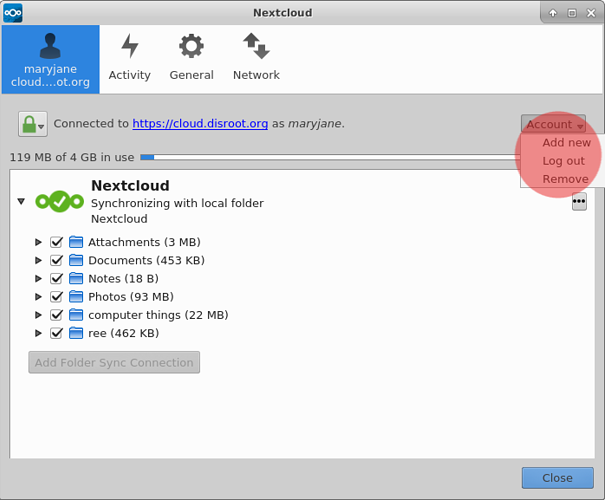 Nextcloud
maryjane
cloud....ot.org
Activity
General
Network
Connected to https://cloud.disroot.org as maryjane.
Account
Add new
Log out
Remove
119 MB of 4 GB in use
Nextcloud
Synchronizing with local folder
Nextcloud
Attachments (3 MB)
Documents (453 KB)
Notes (18 B)
Photos (93 MB)
computer things (22 MB)
ree (462 KB)
Add Folder Sync Connection
Close